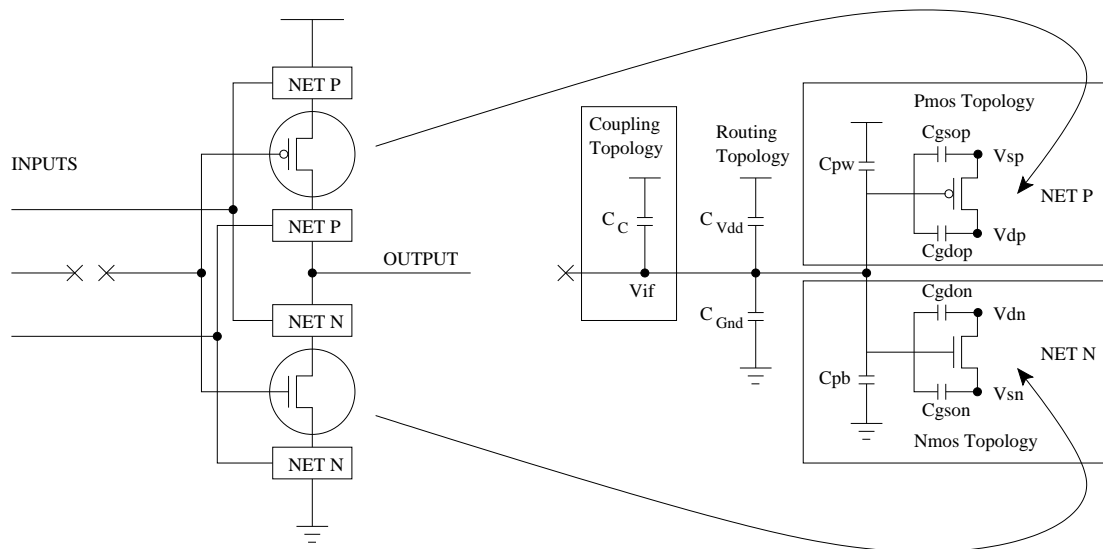 NET P
INPUTS
NET P
OUTPUT
NET N
NET N
Coupling
Topology
C C
Vif
Routing
Topology
C Vdd
C Gnd
Pmos Topology
Cgsop
Cpw
Vsp
NET P
Vdp
Cgdop
Cgdon
Vdn
NET N
Cpb
Vsn
Cgson
Nmos Topology